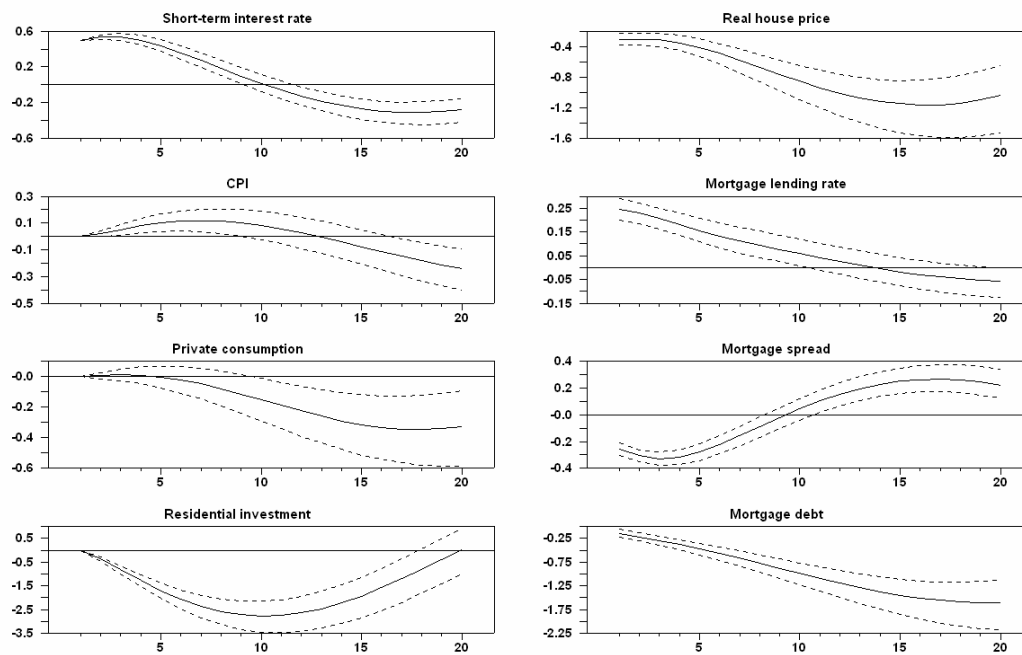 Short-term interest rate
0.6
0.2
-0.2
-0.6
5 10 15 20
Real house price
-0.4
-0.8
-1.2
-1.6
5 10 15 20
CPI
0.3
0.1
-0.1
-0.3
-0.5
5 10 15 20
Mortgage lending rate
0.25
0.15
0.05
-0.05
-0.15
5 10 15 20
Private consumption
-0.0
-0.2
-0.4
-0.6
5 10 15 20
Mortgage spread
0.4
0.2
-0.0
-0.2
-0.4
5 10 15 20
Residential investment
0.5
-0.5
-1.5
-2.5
-3.5
5 10 15 20
Mortgage debt
-0.25
-0.75
-1.25
-1.75
-2.25
5 10 15 20